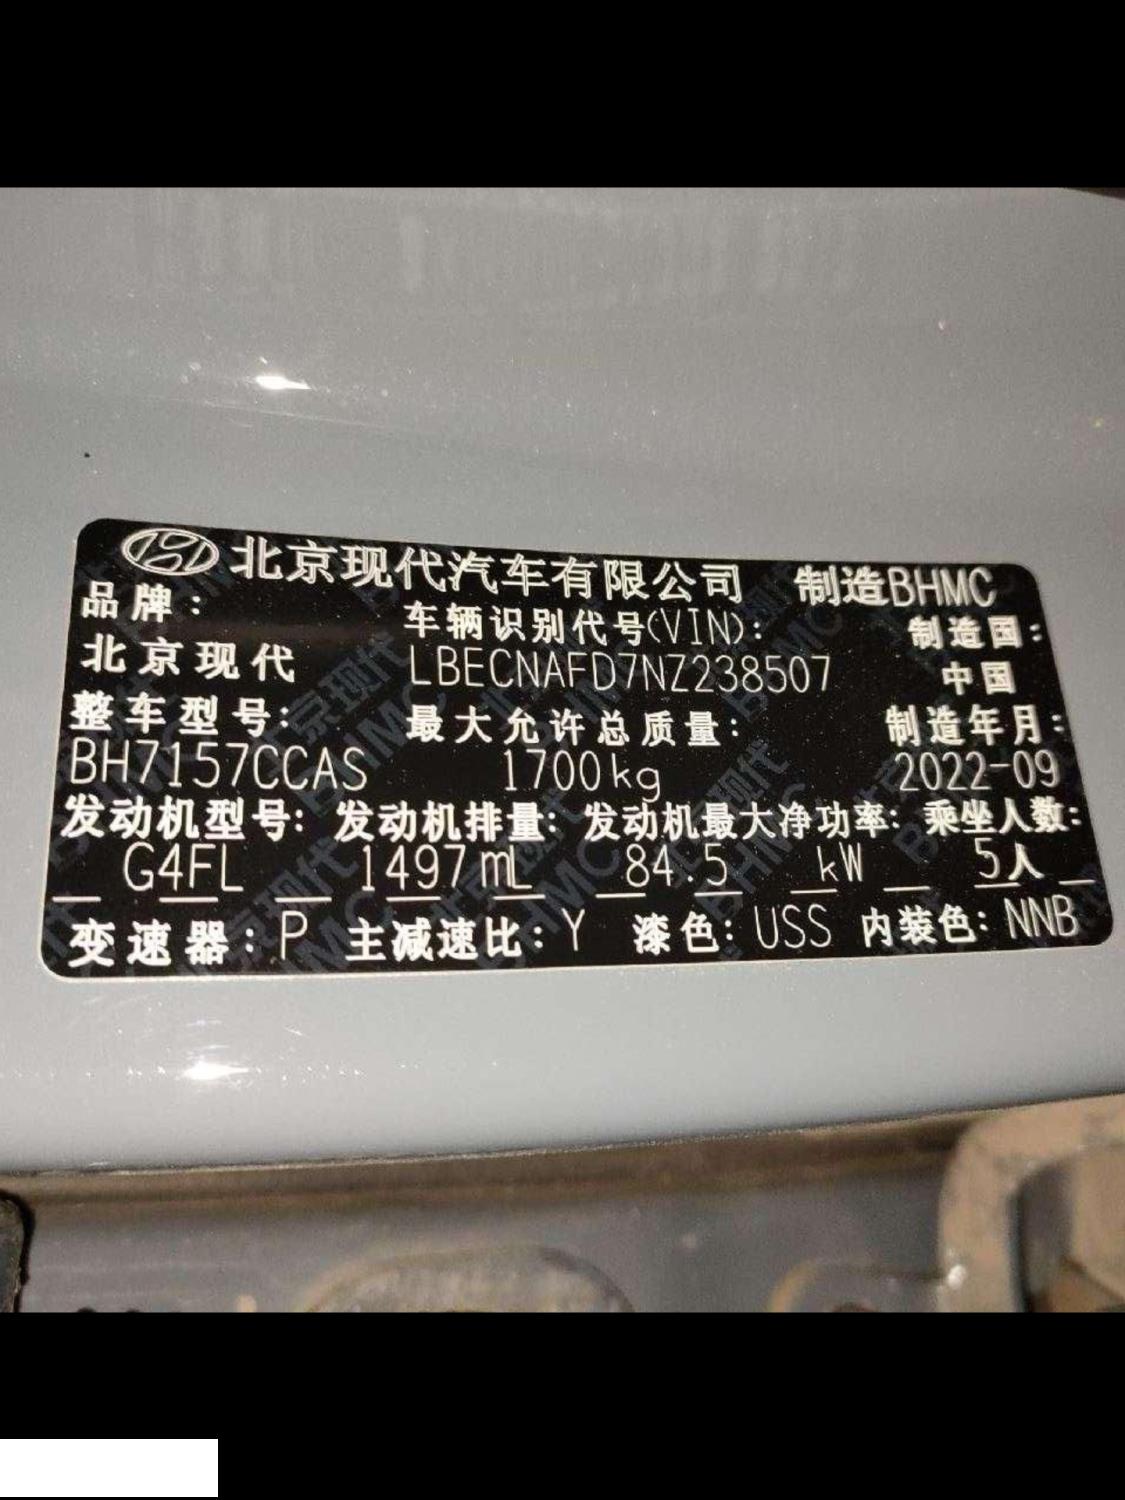 北京现代汽车有限公司 制造BHMC
品牌: 车辆识别代号(VIN): 制造国:
北京现代 LBECNAFD7NZ238507 中国
整车型号: 最大允许总质量: 制造年月:
BH7157CCAS 1700kg 2022-09
发动机型号: 发动机排量: 发动机最大净功率: 乘坐人数:
G4FL 1497mL 84.5 kW 5人
变速器: P 主减速比: Y 漆色: USS 内装色: NNB